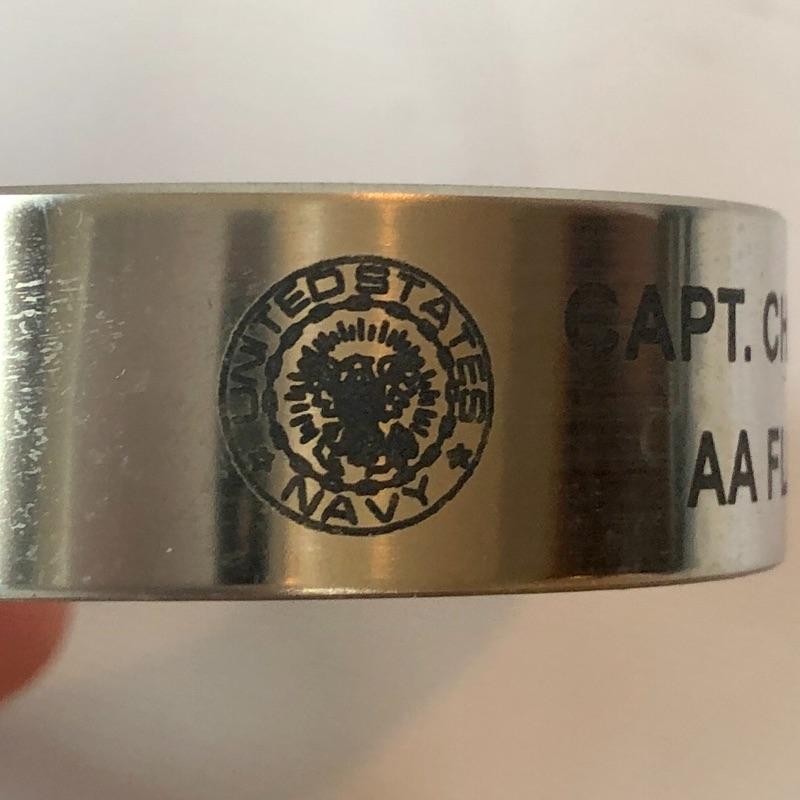 UNITED STATES
NAVY
CAPT. CH
AA FL